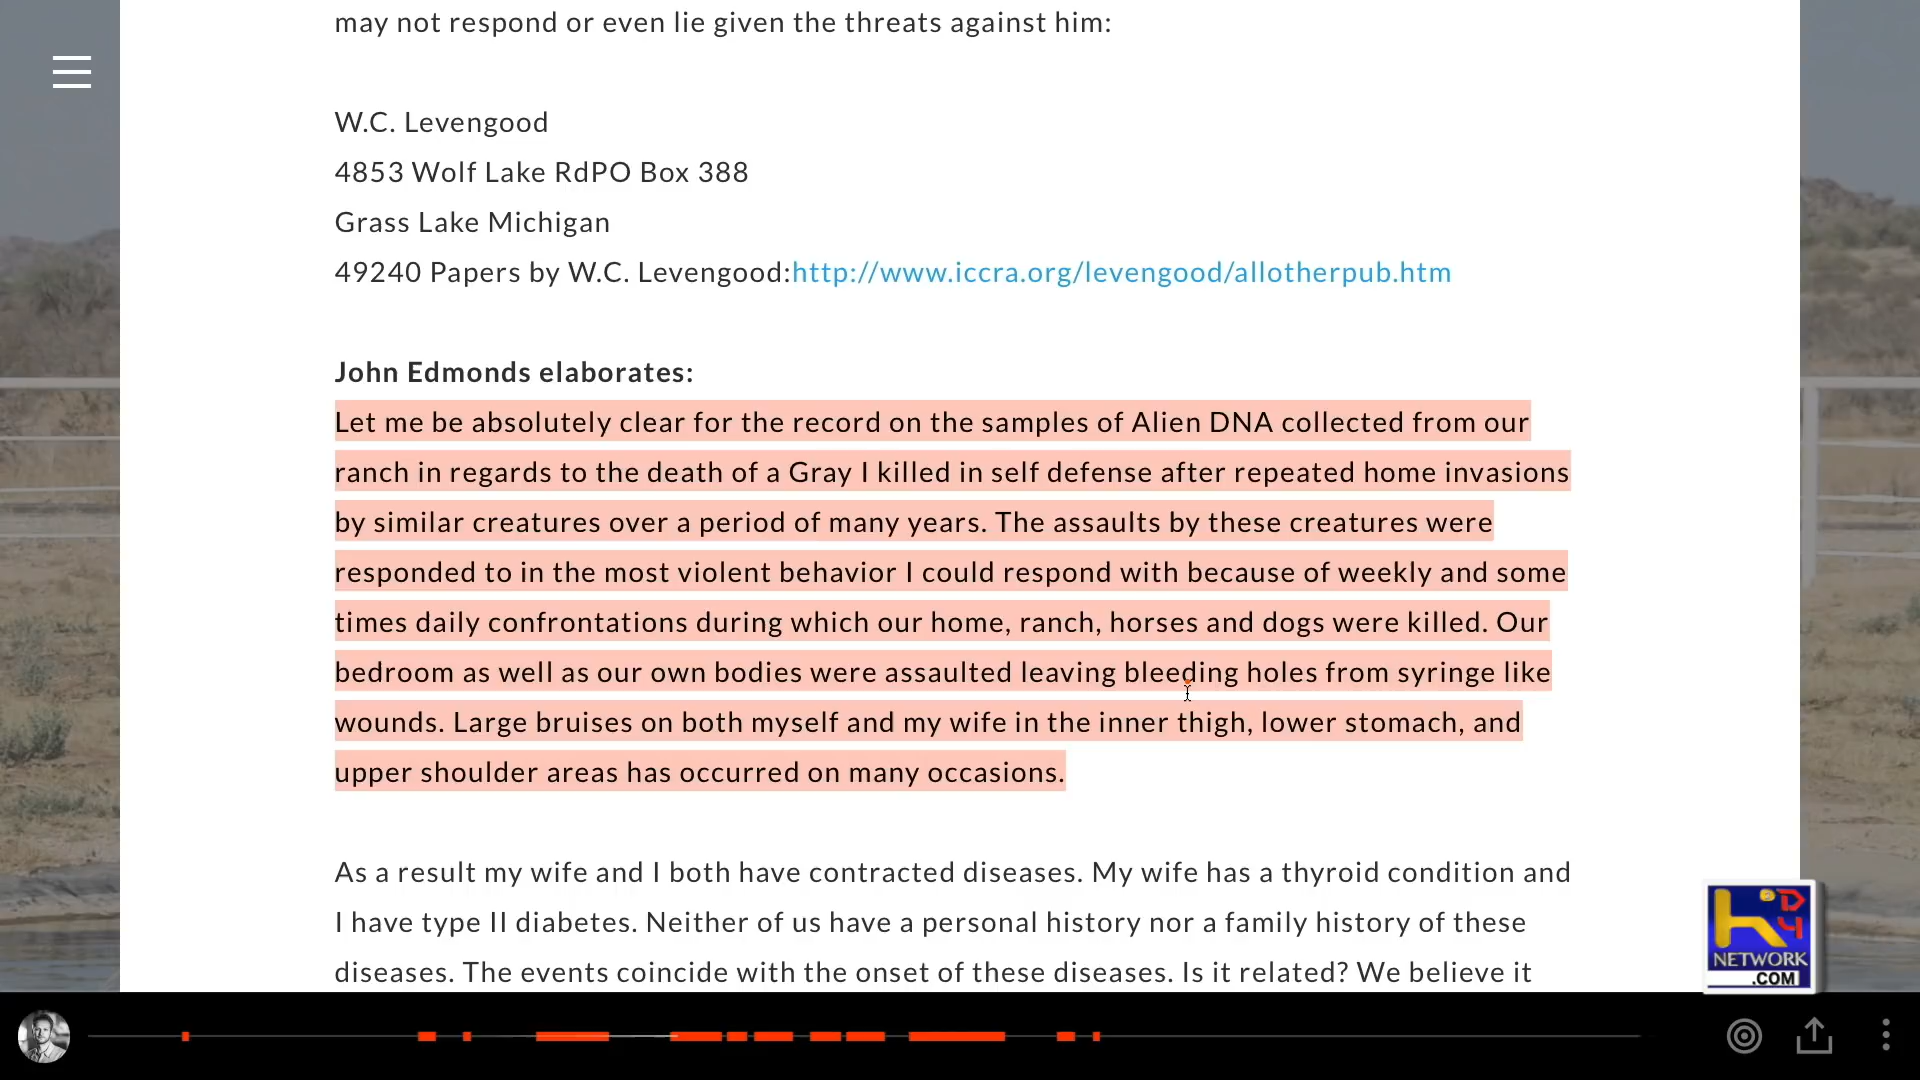 may not respond or even lie given the threats against him:
W.C. Levengood
4853 Wolf Lake RdPO Box 388
Grass Lake Michigan
49240 Papers by W.C. Levengood:http://www.iccra.org/levengood/allotherpub.htm
John Edmonds elaborates:
Let me be absolutely clear for the record on the samples of Alien DNA collected from our
ranch in regards to the death of a Gray I killed in self defense after repeated home invasions
by similar creatures over a period of many years. The assaults by these creatures were
responded to in the most violent behavior I could respond with because of weekly and some
times daily confrontations during which our home, ranch, horses and dogs were killed. Our
bedroom as well as our own bodies were assaulted leaving bleeding holes from syringe like
wounds. Large bruises on both myself and my wife in the inner thigh, lower stomach, and
upper shoulder areas has occurred on many occasions.
As a result my wife and I both have contracted diseases. My wife has a thyroid condition and
I have type II diabetes. Neither of us have a personal history nor a family history of these
diseases. The events coincide with the onset of these diseases. Is it related? We believe it
NETWORK
.COM